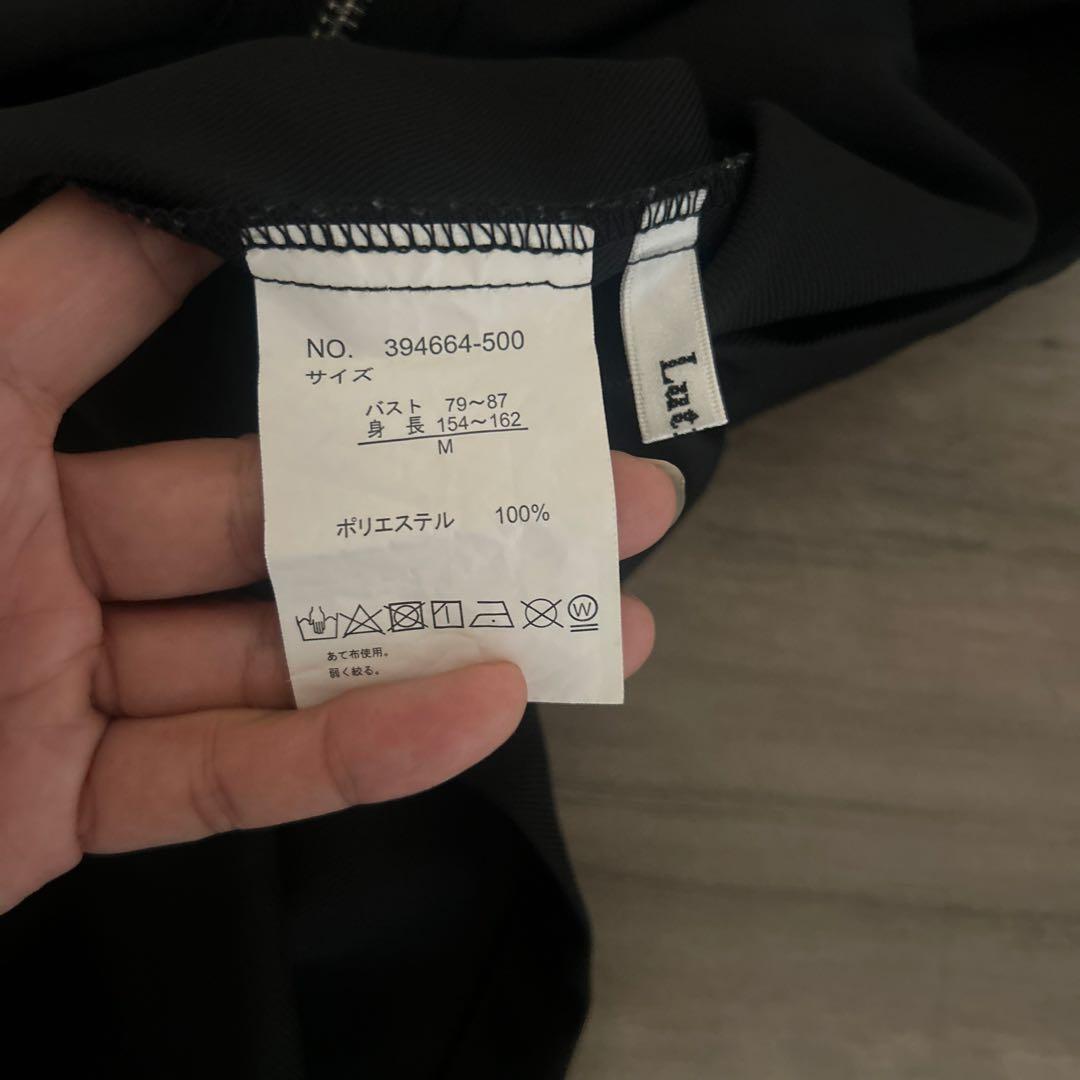 NO. 394664-500
サイズ
バスト 79〜87
身 長 154〜162
M
ポリエステル 100%
W
あて布使用。
弱く絞る。